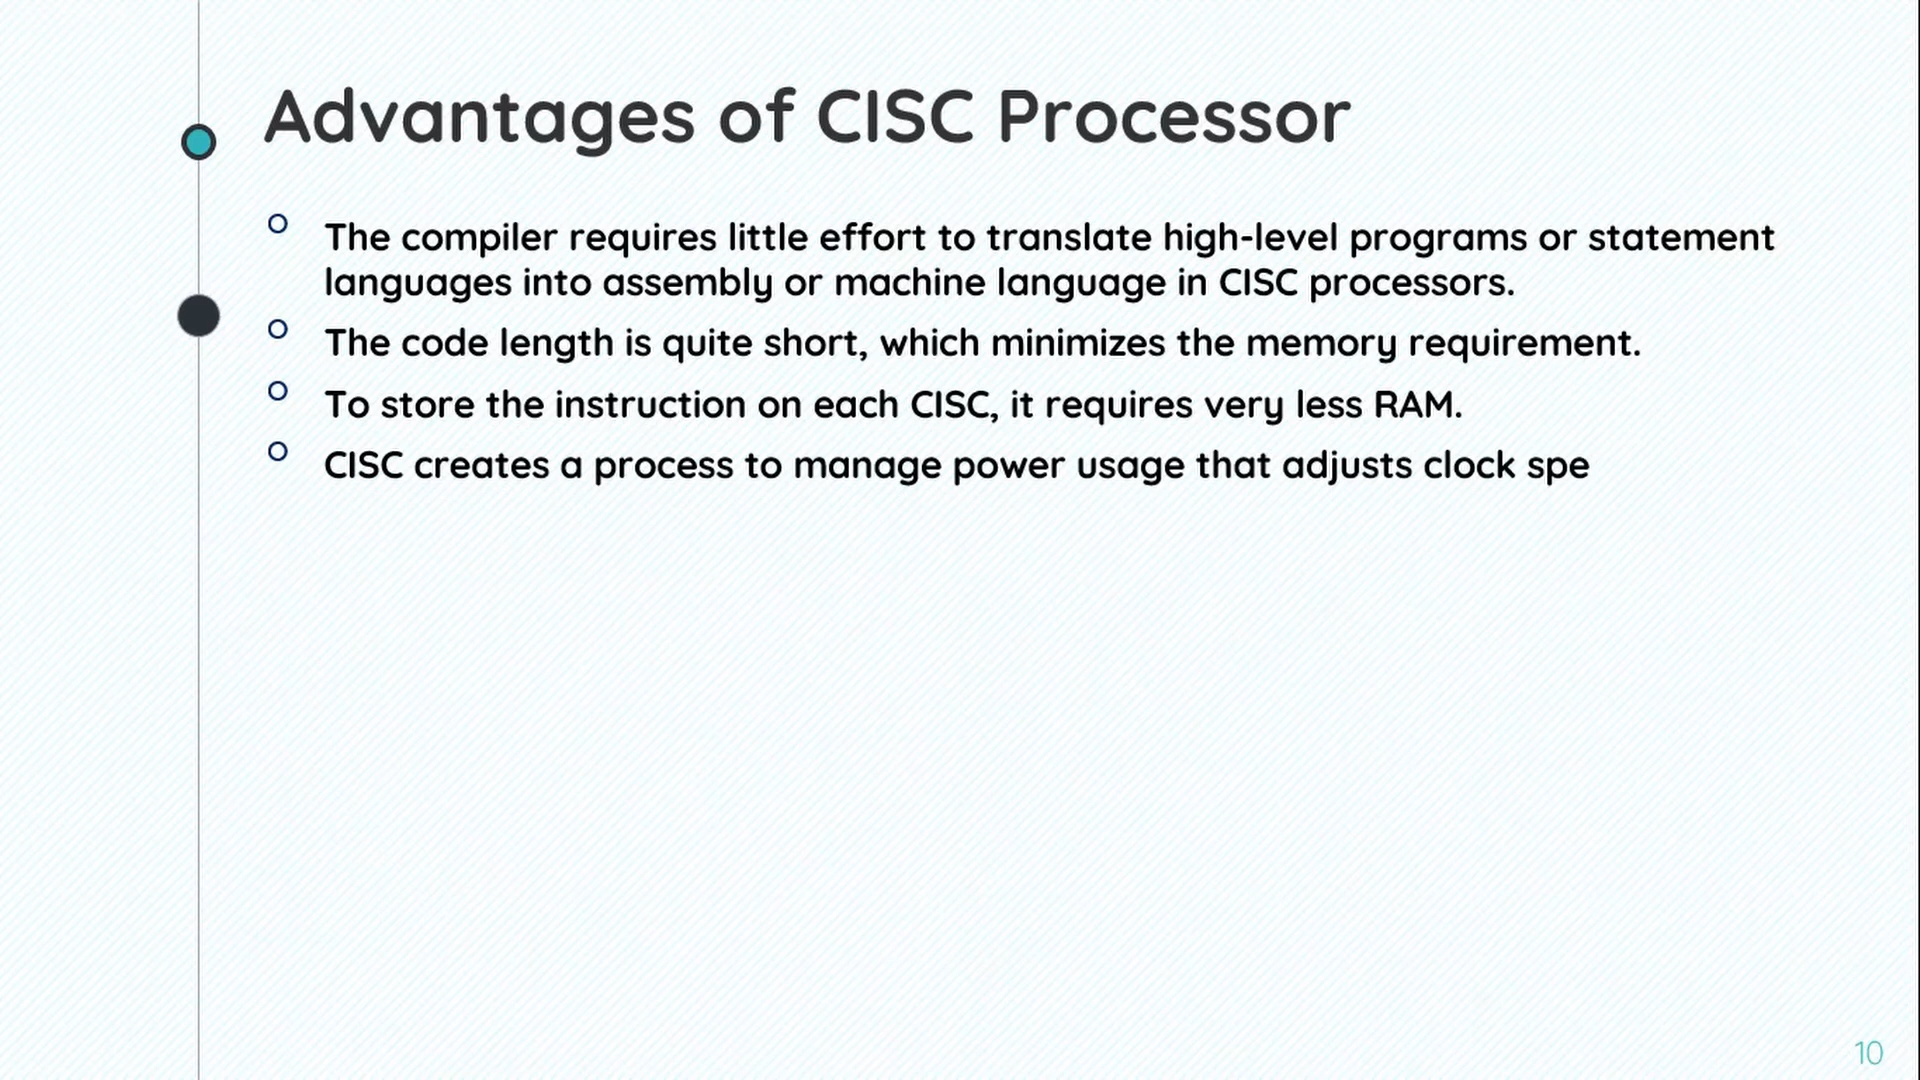 Advantages of CISC Processor
The compiler requires little effort to translate high-level programs or statement
languages into assembly or machine language in CISC processors.
The code length is quite short, which minimizes the memory requirement.
To store the instruction on each CISC, it requires very less RAM.
CISC creates a process to manage power usage that adjusts clock spe
10